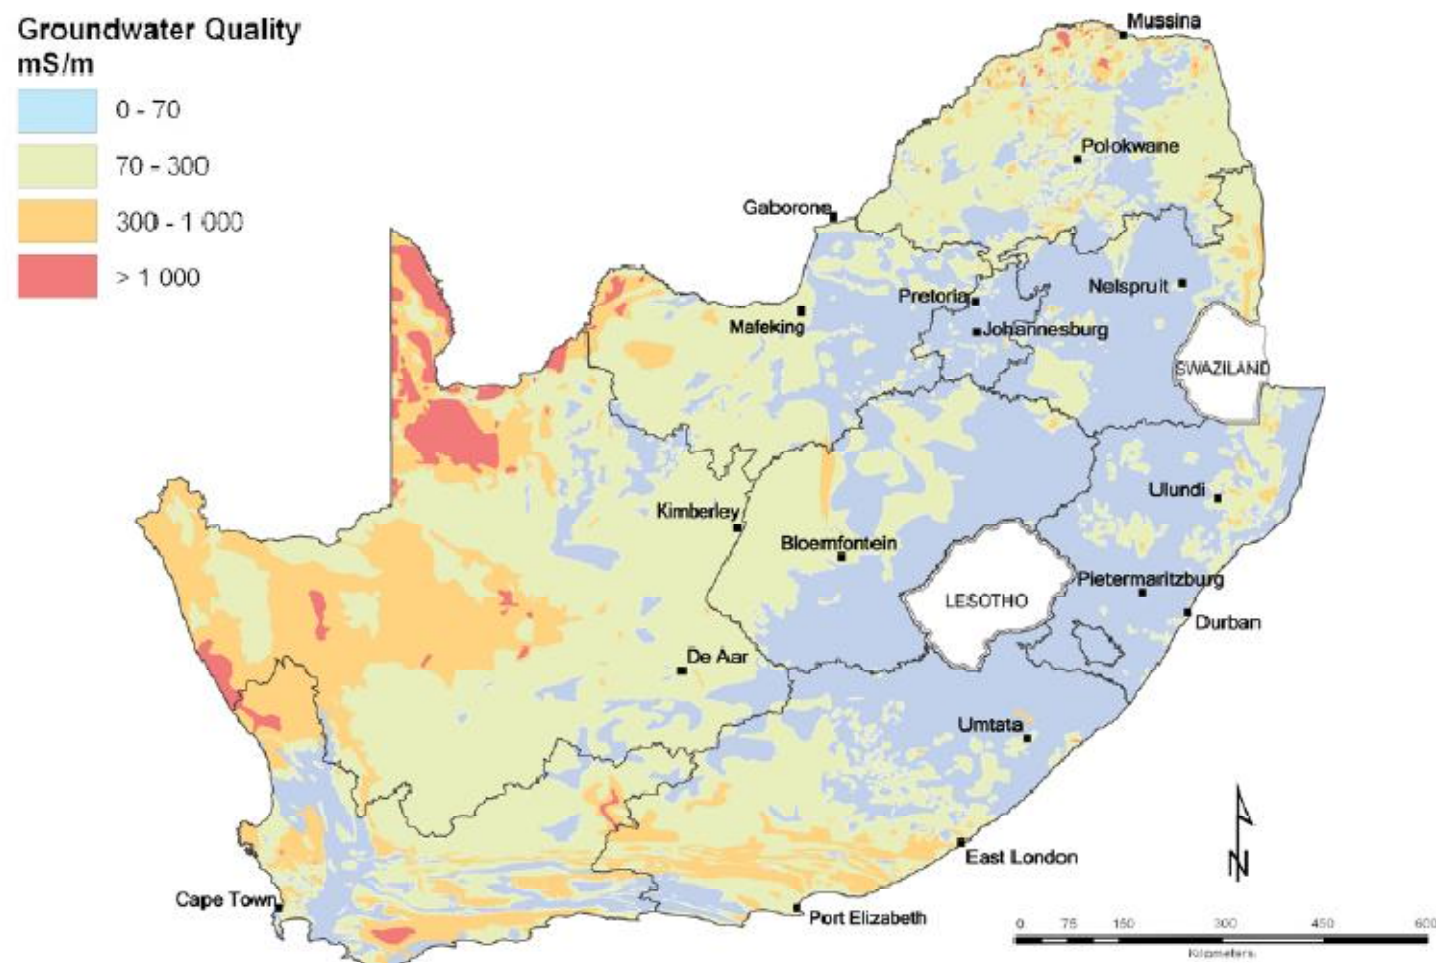 Groundwater Quality
mS/m
0 - 70
70 - 300
300 - 1 000
> 1 000
Mussina
Polokwane
Gaborone
Pretoria
Nelspruit
Mafeking
Johannesburg
SWAZILAND
Ulundi
Kimberley
Bloemfontein
Pietermaritzburg
LESOTHO
Durban
De Aar
Umtata
East London
Cape Town
Port Elizabeth
N
0 75 150 300 450 600
Kilometers